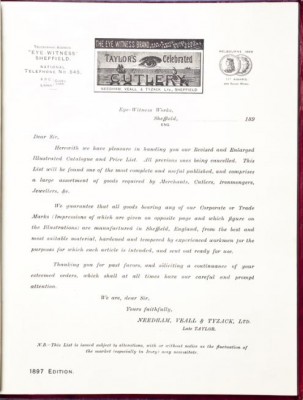 TELEGRAPHIC ADDRESS
"EYE WITNESS"
SHEFFIELD.
NATIONAL
TELEPHONE No. 345.
THE EYE WITNESS BRAND
TAYLOR'S Celebrated
CUTLERY
NEEDHAM, VEALL & TYZACK, LTD., SHEFFIELD
MELBOURNE 1880
Eye-Witness Works,
Sheffield,
ENG.
189
Dear Sir,
Herewith we have pleasure in handing you our Revised and Enlarged
Illustrated Catalogue and Price List. All previous ones being cancelled. This
List will be found one of the most complete and useful published, and comprises
a large assortment of goods required by Merchants, Cutlers, Ironmongers,
Jewellers, &c.
We guarantee that all goods bearing any of our Corporate or Trade
Marks (Impressions of which are given on opposite page and which figure on
the Illustrations) are manufactured in Sheffield, England, from the best and
most suitable material, hardened and tempered by experienced workmen for the
purposes for which each article is intended, and sent out ready for use.
Thanking you for past favors, and soliciting a continuance of your
esteemed orders, which shall at all times have our careful and prompt
attention.
We are, dear Sir,
Yours faithfully,
NEEDHAM, VEALL & TYZACK, LTD.
Late TAYLOR.
N.B.—This List is issued subject to alterations, with or without notice as the fluctuation of
the market (especially in Ivory) may necessitate.
1897 EDITION.